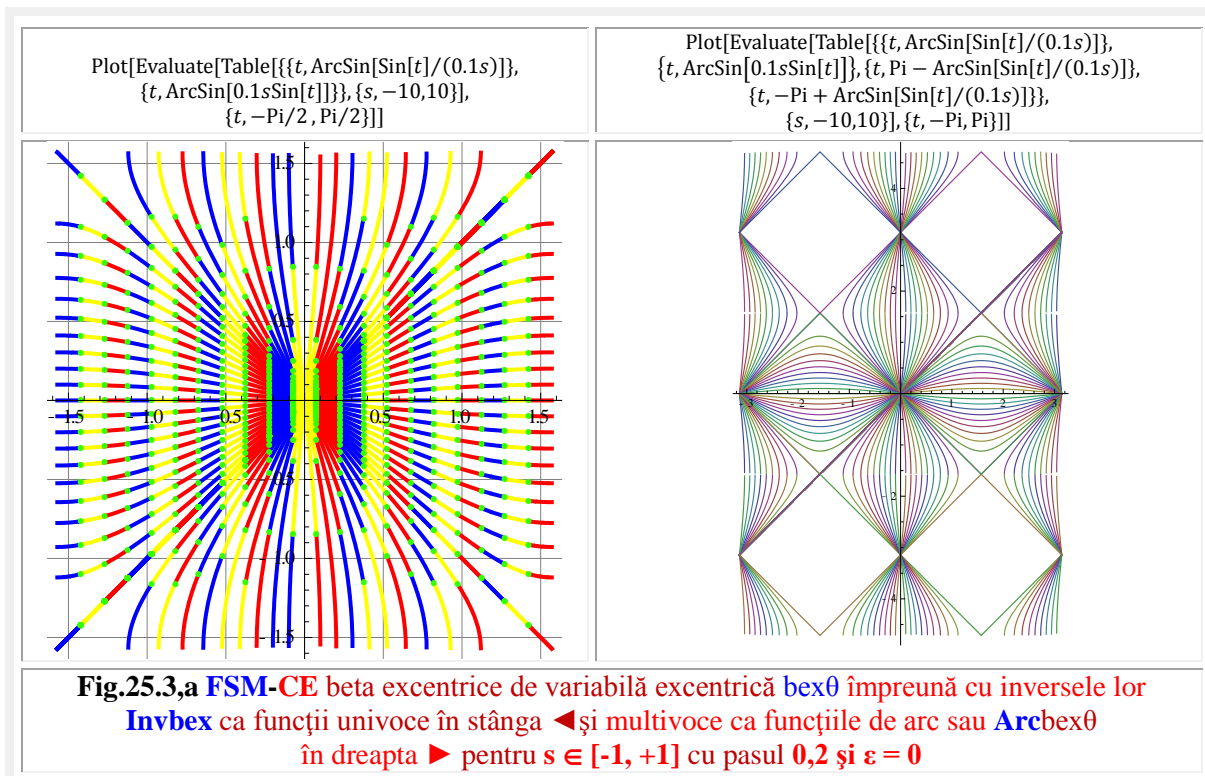 Plot[Evaluate[Table[{{t, ArcSin[Sin[t]/(0.1s)]},
{t, ArcSin[0.1sSin[t]]}}, {s, −10,10}],
{t, −Pi/2 , Pi/2}]]
Plot[Evaluate[Table[{{t, ArcSin[Sin[t]/(0.1s)]},
{t, ArcSin[0.1sSin[t]]}, {t, Pi − ArcSin[Sin[t]/(0.1s)]},
{t, −Pi + ArcSin[Sin[t]/(0.1s)]}},
{s, −10,10}], {t, −Pi, Pi}]]
1.5
1.0
0.5
-1.5 1.0 0.5 0.5 1.0 1.5
0.5
-1.0
-1.5
4
2
-3 2 -1 1 2 3
2
4
Fig.25.3,a FSM-CE beta excentrice de variabilă excentrică bexθ împreună cu inversele lor
Invbex ca funcţii univoce în stânga ◄şi multivoce ca funcţiile de arc sau Arcbexθ
în dreapta ► pentru s ∈ [-1, +1] cu pasul 0,2 şi ε = 0